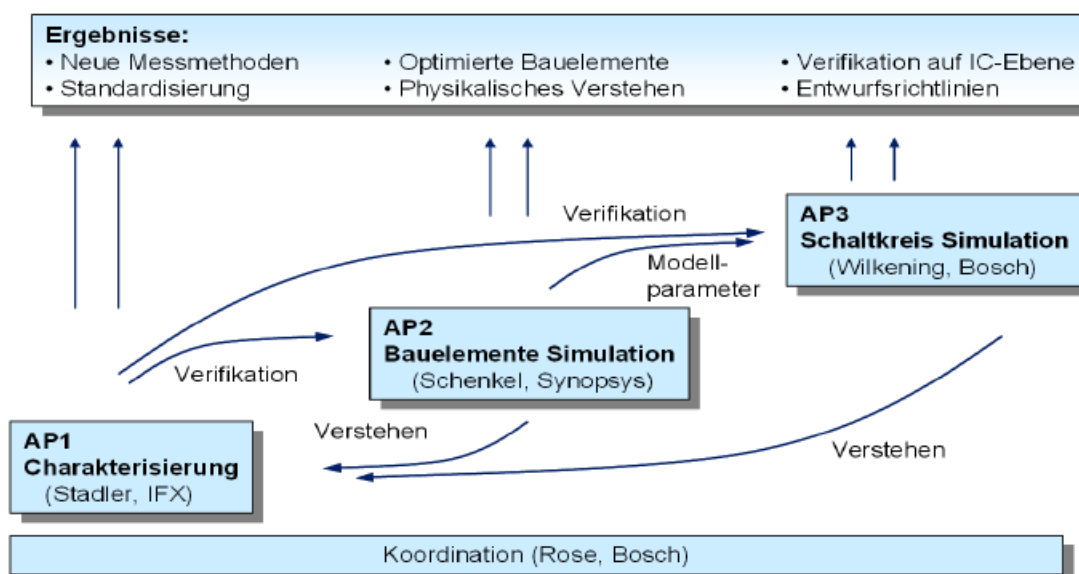 Ergebnisse:
• Neue Messmethoden
• Standardisierung
• Optimierte Bauelemente
• Physikalisches Verstehen
• Verifikation auf IC-Ebene
• Entwurfsrichtlinien
Verifikation
AP3
Schaltkreis Simulation
(Wilkening, Bosch)
Modell-
parameter
AP2
Bauelemente Simulation
(Schenkel, Synopsys)
Verifikation
Verstehen
Verstehen
AP1
Charakterisierung
(Stadler, IFX)
Koordination (Rose, Bosch)